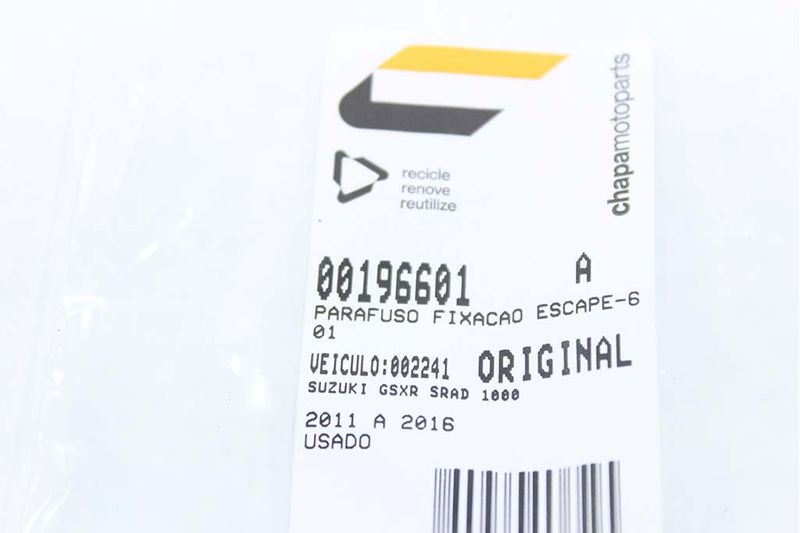 chapamotoparts
recicle
renove
reutilize
00196601 A
PARAFUSO FIXACAO ESCAPE-6
01
VEICULO:002241 ORIGINAL
SUZUKI GSXR SRAD 1000
2011 A 2016
USADO